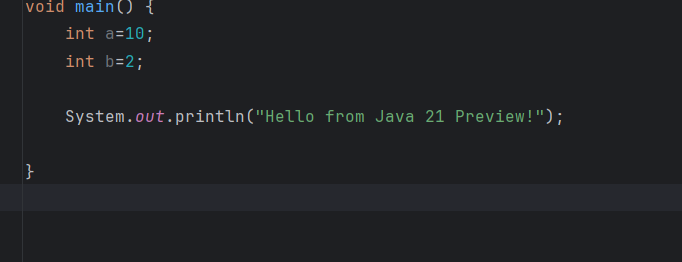 void main() {
    int a=10;
    int b=2;
    System.out.println("Hello from Java 21 Preview!");
}